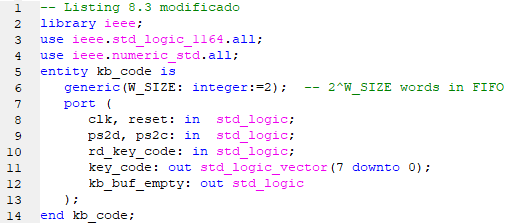 1 -- Listing 8.3 modificado
2 library ieee;
3 use ieee.std_logic_1164.all;
4 use ieee.numeric_std.all;
5 entity kb_code is
6    generic(W_SIZE: integer:=2);  -- 2^W_SIZE words in FIFO
7    port (
8       clk, reset: in  std_logic;
9       ps2d, ps2c: in  std_logic;
10       rd_key_code: in std_logic;
11       key_code: out std_logic_vector(7 downto 0);
12       kb_buf_empty: out std_logic
13    );
14 end kb_code;